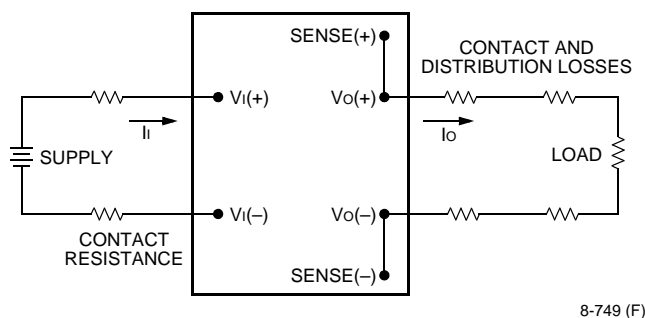 SENSE(+)
CONTACT AND
DISTRIBUTION LOSSES
VI(+)
VO(+)
II
IO
SUPPLY
LOAD
VI(–)
VO(–)
CONTACT
RESISTANCE
SENSE(–)
8-749 (F)